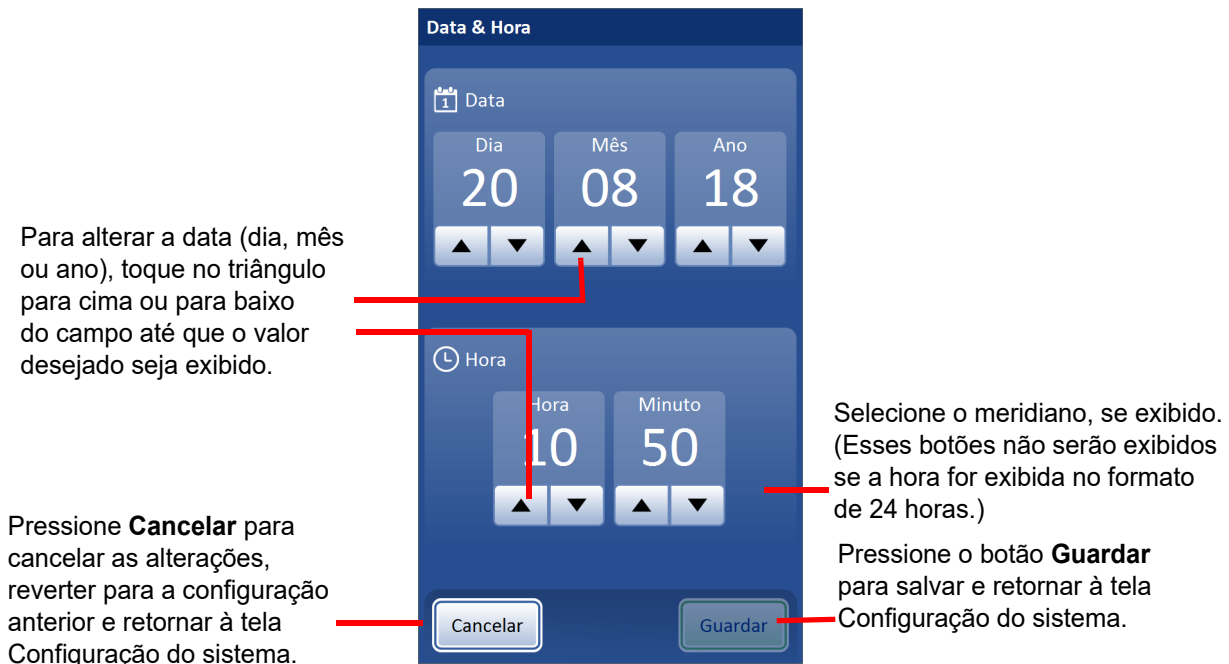 Data & Hora
1 Data
Dia Mês Ano
20 08 18
Para alterar a data (dia, mês
ou ano), toque no triângulo
para cima ou para baixo
do campo até que o valor
desejado seja exibido.
Hora
Hora Minuto
10 50
Selecione o meridiano, se exibido.
(Esses botões não serão exibidos
se a hora for exibida no formato
de 24 horas.)
Pressione Cancelar para
cancelar as alterações,
reverter para a configuração
anterior e retornar à tela
Configuração do sistema.
Pressione o botão Guardar
para salvar e retornar à tela
Configuração do sistema.
Cancelar Guardar